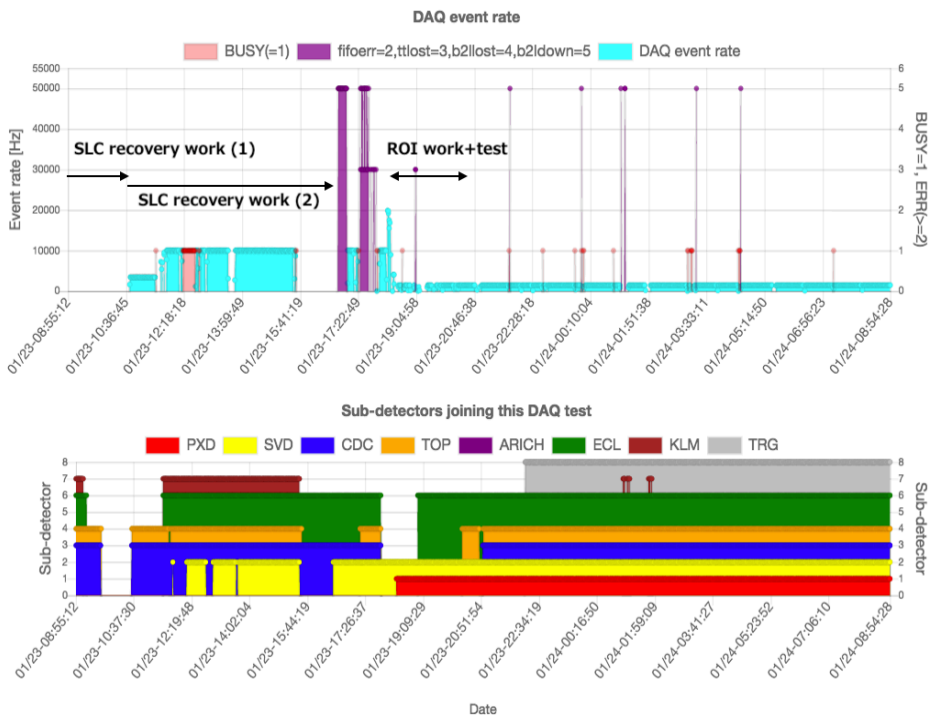 DAQ event rate
BUSY(=1) fifoerr=2,ttlost=3,b2llost=4,b2ldown=5 DAQ event rate
55000 6
50000 5
40000 4
30000 3
20000 2
10000 1
0 0
Event rate [Hz]
BUSY=1, ERR(>=2)
SLC recovery work (1)
ROI work+test
SLC recovery work (2)
01/23-08:55:12 01/23-10:36:45 01/23-12:18:18 01/23-13:59:49 01/23-15:41:19 01/23-17:22:49 01/23-19:04:58 01/23-20:46:38 01/23-22:28:18 01/24-00:10:04 01/24-01:51:38 01/24-03:33:11 01/24-05:14:50 01/24-06:56:23 01/24-08:54:28
Sub-detectors joining this DAQ test
PXD SVD CDC TOP ARICH ECL KLM TRG
8 8
7 7
6 6
5 5
4 4
3 3
2 2
1 1
0 0
Sub-detector
Sub-detector
01/23-08:55:12 01/23-10:37:30 01/23-12:19:48 01/23-14:02:04 01/23-15:44:19 01/23-17:26:37 01/23-19:09:29 01/23-20:51:54 01/23-22:34:19 01/24-00:16:50 01/24-01:59:09 01/24-03:41:27 01/24-05:23:52 01/24-07:06:10 01/24-08:54:28
Date